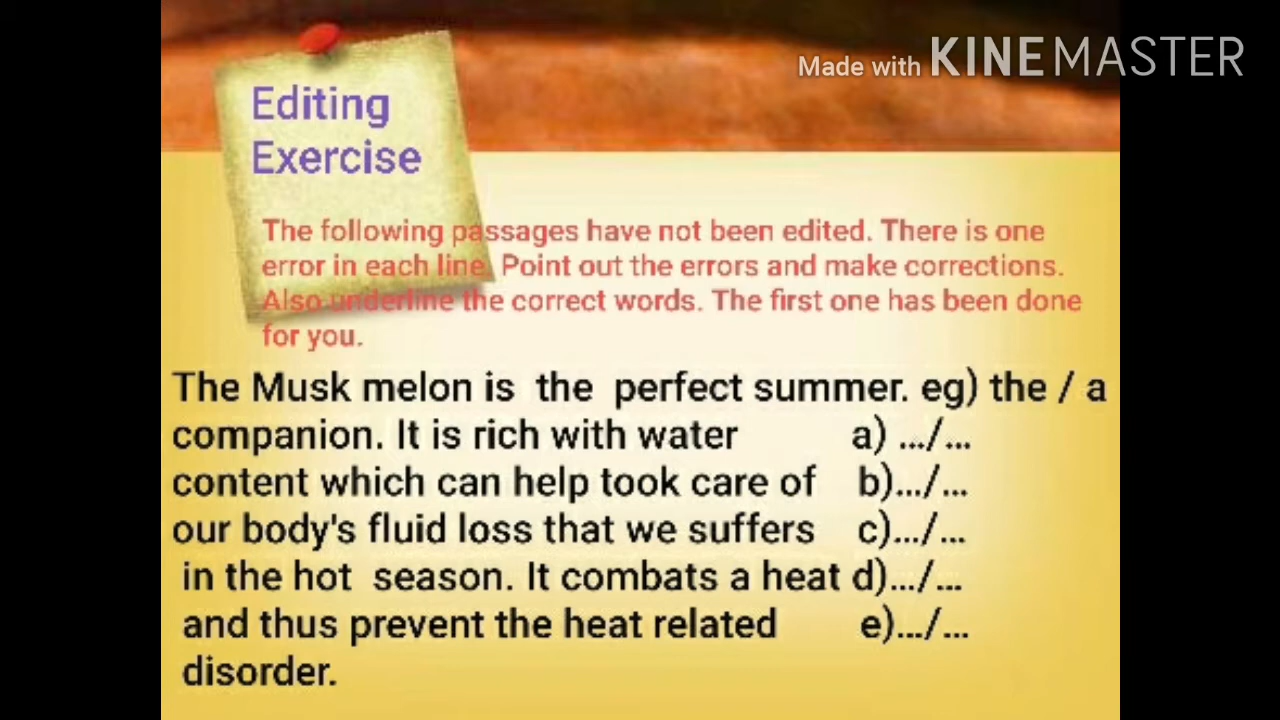 Made with KINEMASTER
Editing
Exercise
The following passages have not been edited. There is one
error in each line. Point out the errors and make corrections.
Also underline the correct words. The first one has been done
for you.
The Musk melon is the perfect summer. eg) the / a
companion. It is rich with water a) .../...
content which can help took care of b).../...
our body's fluid loss that we suffers c).../...
in the hot season. It combats a heat d).../...
and thus prevent the heat related e).../...
disorder.